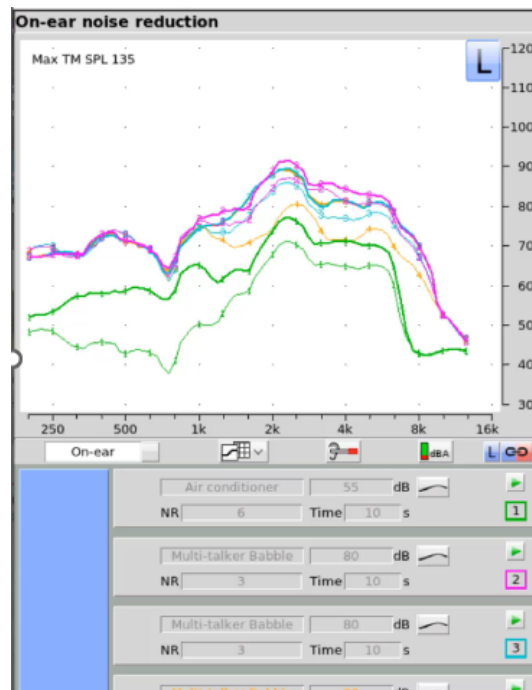 On-ear noise reduction
Max TM SPL 135
L
120
110
100
90
80
70
60
50
40
30
250 500 1k 2k 4k 8k 16k
On-ear dBA L
Air conditioner 55 dB
NR 6 Time 10 s 1
Multi-talker Babble 80 dB
NR 3 Time 10 s 2
Multi-talker Babble 80 dB
NR 3 Time 10 s 3